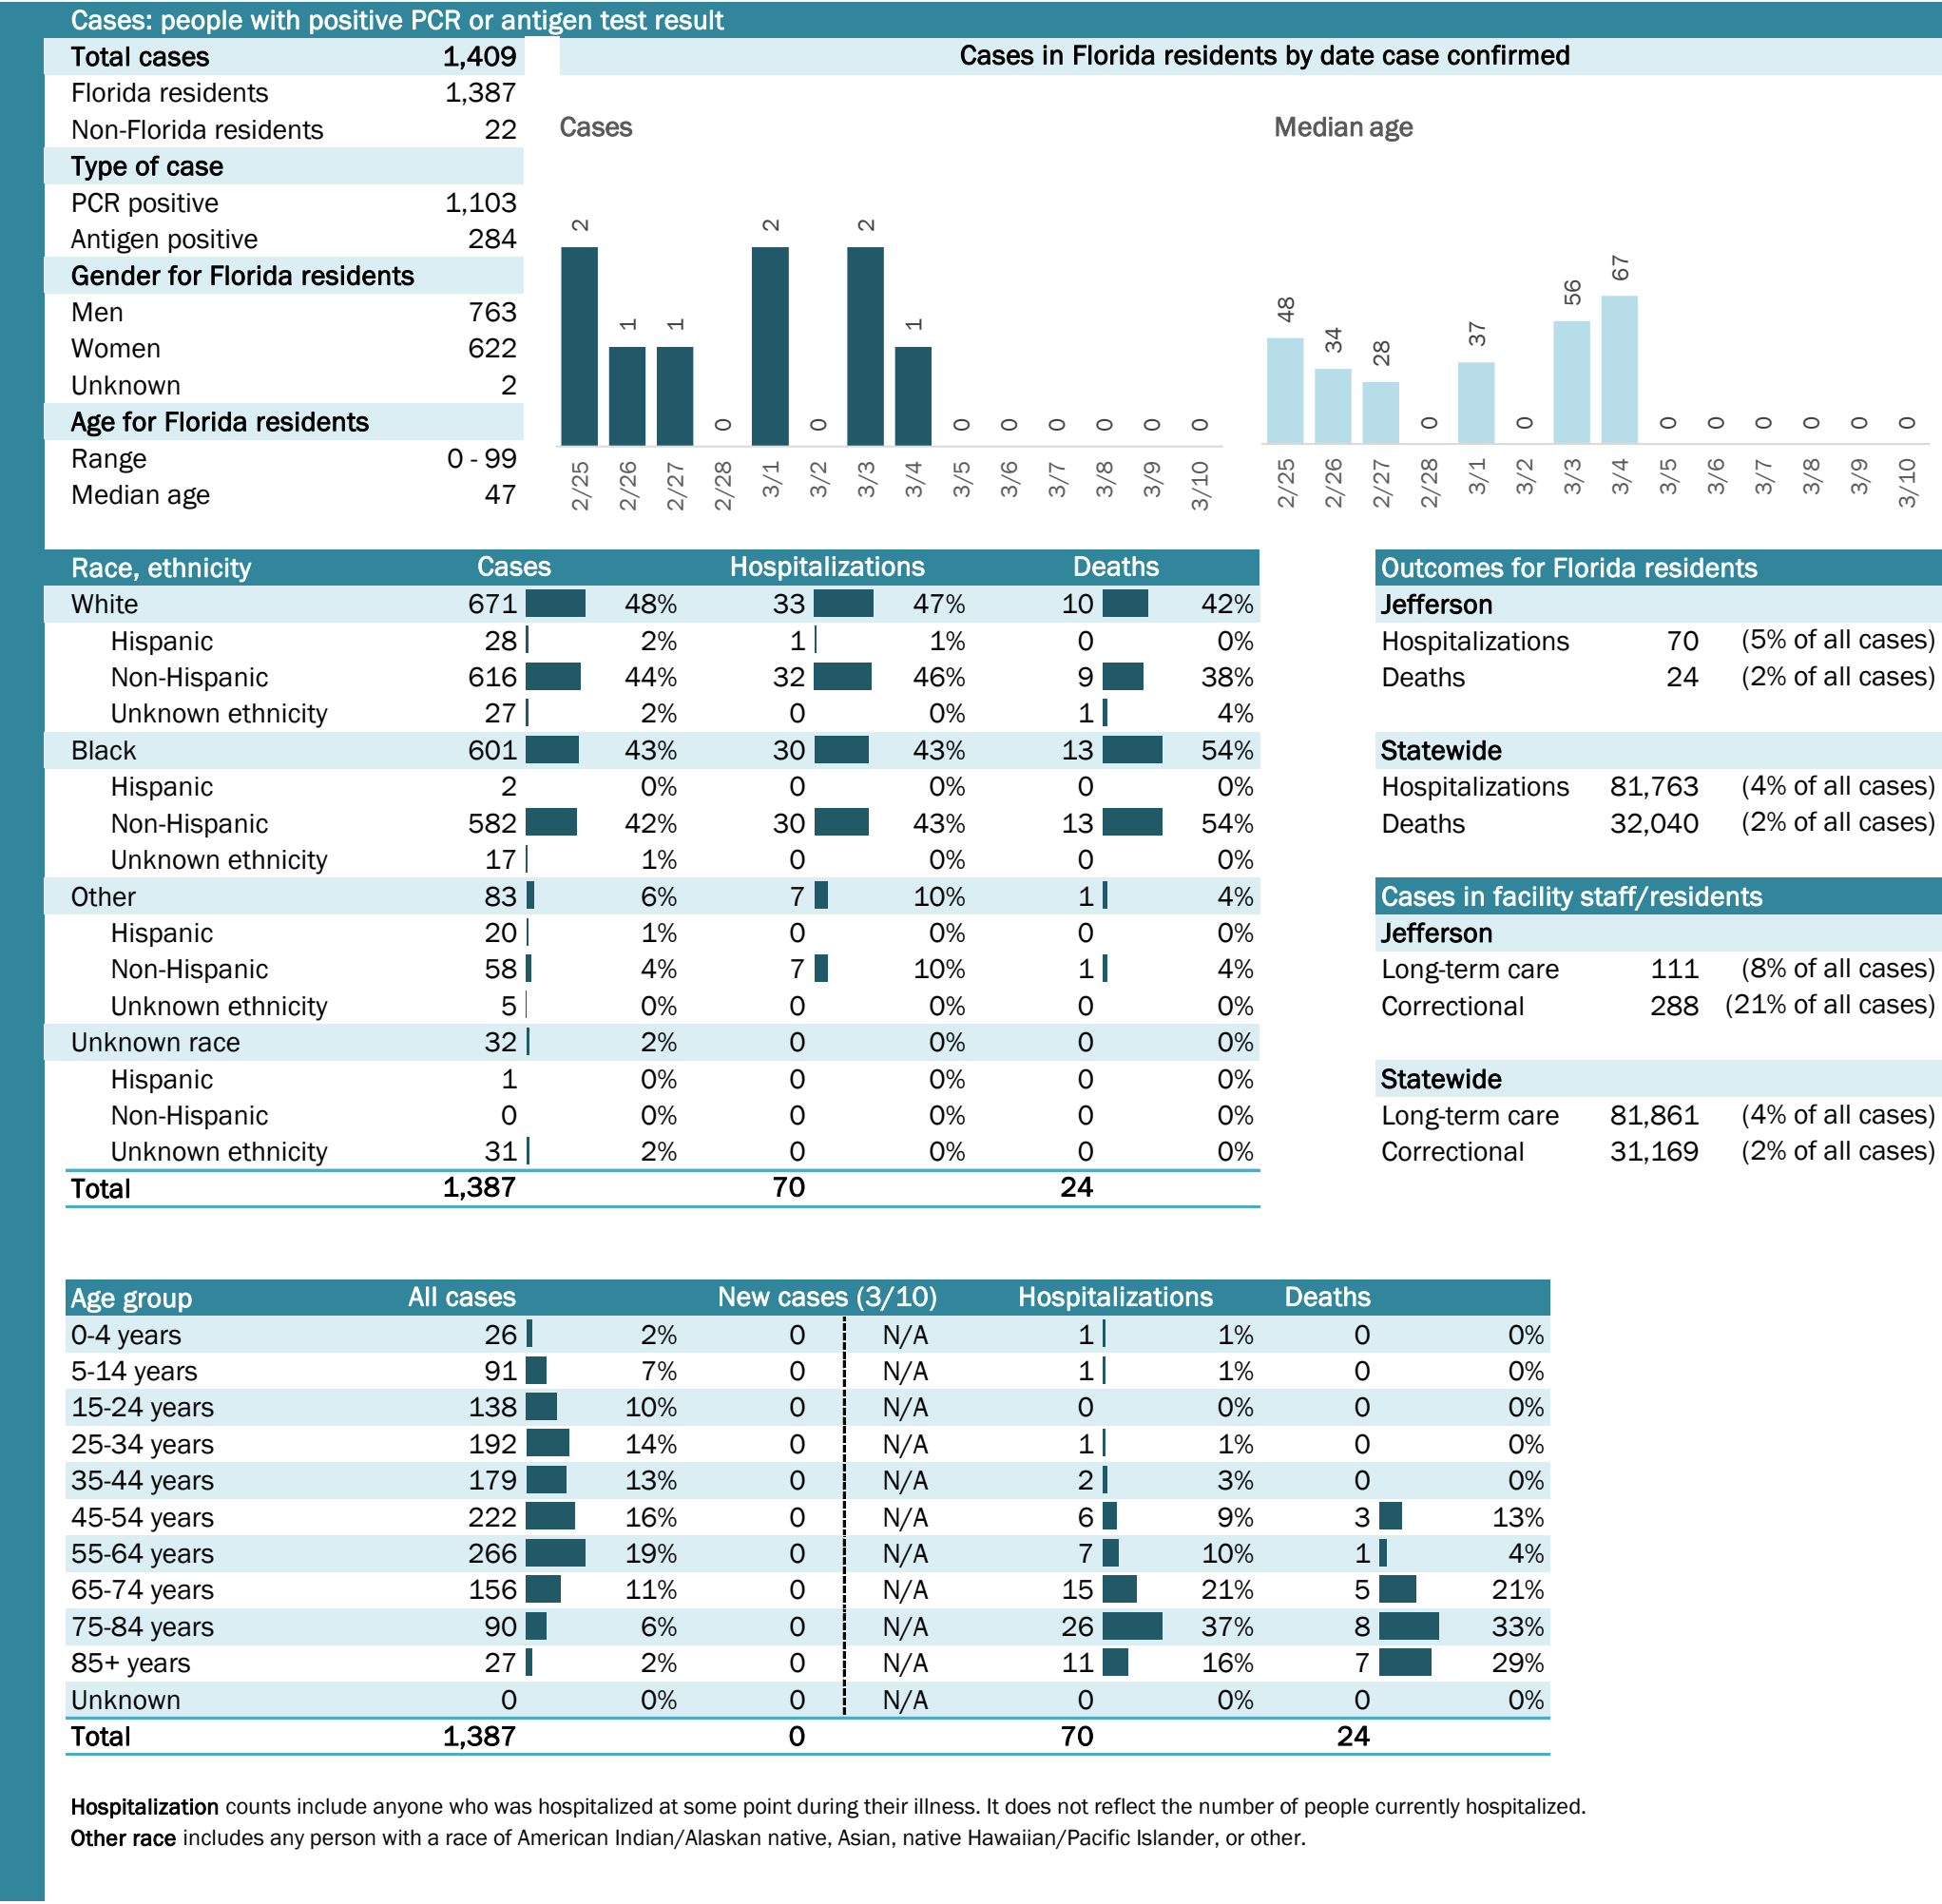 Cases: people with positive PCR or antigen test result
Total cases 1,409
Florida residents 1,387
Non-Florida residents 22
Type of case
PCR positive 1,103
Antigen positive 284
Gender for Florida residents
Men 763
Women 622
Unknown 2
Age for Florida residents
Range 0 - 99
Median age 47
Cases in Florida residents by date case confirmed
Cases
2 1 1 0 2 0 2 1 0 0 0 0 0 0
2/25 2/26 2/27 2/28 3/1 3/2 3/3 3/4 3/5 3/6 3/7 3/8 3/9 3/10
Median age
48 34 28 0 37 0 56 67 0 0 0 0 0 0
2/25 2/26 2/27 2/28 3/1 3/2 3/3 3/4 3/5 3/6 3/7 3/8 3/9 3/10
Race, ethnicity Cases Hospitalizations Deaths
White 671 48% 33 47% 10 42%
Hispanic 28 2% 1 1% 0 0%
Non-Hispanic 616 44% 32 46% 9 38%
Unknown ethnicity 27 2% 0 0% 1 4%
Black 601 43% 30 43% 13 54%
Hispanic 2 0% 0 0% 0 0%
Non-Hispanic 582 42% 30 43% 13 54%
Unknown ethnicity 17 1% 0 0% 0 0%
Other 83 6% 7 10% 1 4%
Hispanic 20 1% 0 0% 0 0%
Non-Hispanic 58 4% 7 10% 1 4%
Unknown ethnicity 5 0% 0 0% 0 0%
Unknown race 32 2% 0 0% 0 0%
Hispanic 1 0% 0 0% 0 0%
Non-Hispanic 0 0% 0 0% 0 0%
Unknown ethnicity 31 2% 0 0% 0 0%
Total 1,387 70 24
Outcomes for Florida residents
Jefferson
Hospitalizations 70 (5% of all cases)
Deaths 24 (2% of all cases)
Statewide
Hospitalizations 81,763 (4% of all cases)
Deaths 32,040 (2% of all cases)
Cases in facility staff/residents
Jefferson
Long-term care 111 (8% of all cases)
Correctional 288 (21% of all cases)
Statewide
Long-term care 81,861 (4% of all cases)
Correctional 31,169 (2% of all cases)
Age group All cases New cases (3/10) Hospitalizations Deaths
0-4 years 26 2% 0 N/A 1 1% 0 0%
5-14 years 91 7% 0 N/A 1 1% 0 0%
15-24 years 138 10% 0 N/A 0 0% 0 0%
25-34 years 192 14% 0 N/A 1 1% 0 0%
35-44 years 179 13% 0 N/A 2 3% 0 0%
45-54 years 222 16% 0 N/A 6 9% 3 13%
55-64 years 266 19% 0 N/A 7 10% 1 4%
65-74 years 156 11% 0 N/A 15 21% 5 21%
75-84 years 90 6% 0 N/A 26 37% 8 33%
85+ years 27 2% 0 N/A 11 16% 7 29%
Unknown 0 0% 0 N/A 0 0% 0 0%
Total 1,387 0 70 24
Hospitalization counts include anyone who was hospitalized at some point during their illness. It does not reflect the number of people currently hospitalized.
Other race includes any person with a race of American Indian/Alaskan native, Asian, native Hawaiian/Pacific Islander, or other.